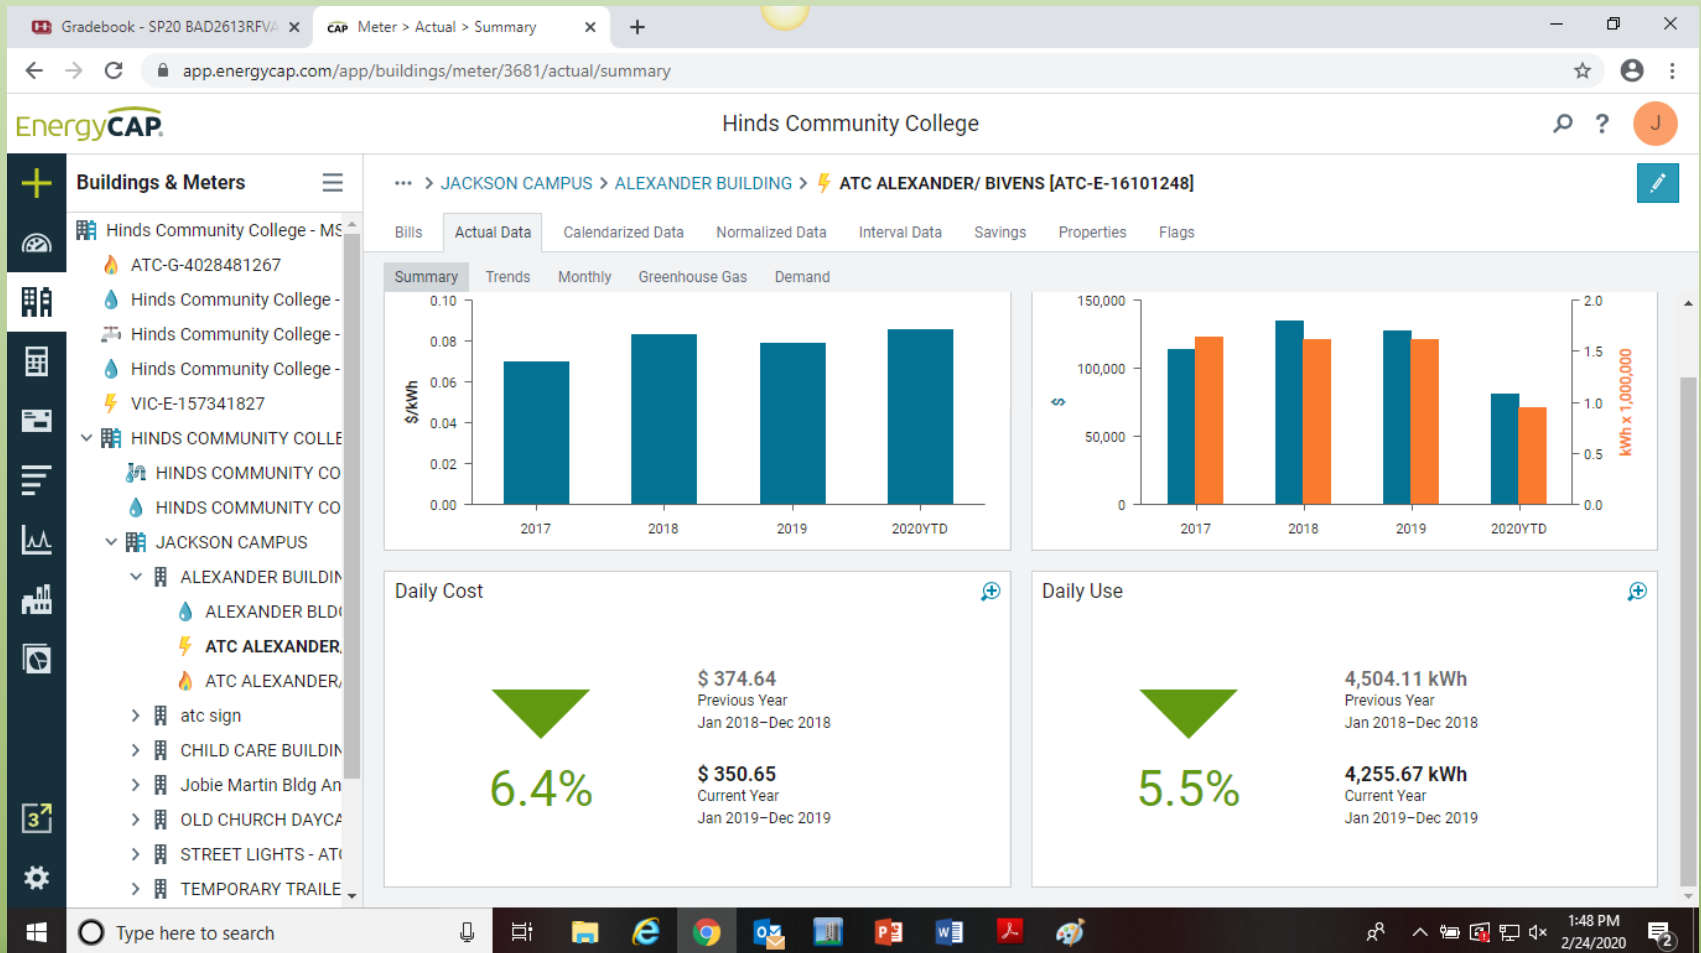 Gradebook - SP20 BAD2613RFVA
CAP Meter > Actual > Summary
app.energycap.com/app/buildings/meter/3681/actual/summary
EnergyCAP.
Hinds Community College
?
J
Buildings & Meters
... > JACKSON CAMPUS > ALEXANDER BUILDING > ATC ALEXANDER/ BIVENS [ATC-E-16101248]
Bills Actual Data Calendarized Data Normalized Data Interval Data Savings Properties Flags
Summary Trends Monthly Greenhouse Gas Demand
Hinds Community College - MS
ATC-G-4028481267
Hinds Community College -
Hinds Community College -
Hinds Community College -
VIC-E-157341827
HINDS COMMUNITY COLLE
HINDS COMMUNITY CO
HINDS COMMUNITY CO
JACKSON CAMPUS
ALEXANDER BUILDIN
ALEXANDER BLD
ATC ALEXANDER
ATC ALEXANDER/
atc sign
CHILD CARE BUILDIN
Jobie Martin Bldg An
OLD CHURCH DAYCA
STREET LIGHTS - AT
TEMPORARY TRAILE
3
0.10
0.08
0.06
0.04
0.02
0.00
$/kWh
2017 2018 2019 2020YTD
150,000
100,000
50,000
0
$
2.0
1.5
1.0
0.5
0.0
kWh x 1,000,000
2017 2018 2019 2020YTD
Daily Cost
6.4%
$ 374.64
Previous Year
Jan 2018–Dec 2018
$ 350.65
Current Year
Jan 2019–Dec 2019
Daily Use
5.5%
4,504.11 kWh
Previous Year
Jan 2018–Dec 2018
4,255.67 kWh
Current Year
Jan 2019–Dec 2019
Type here to search
1:48 PM
2/24/2020
2